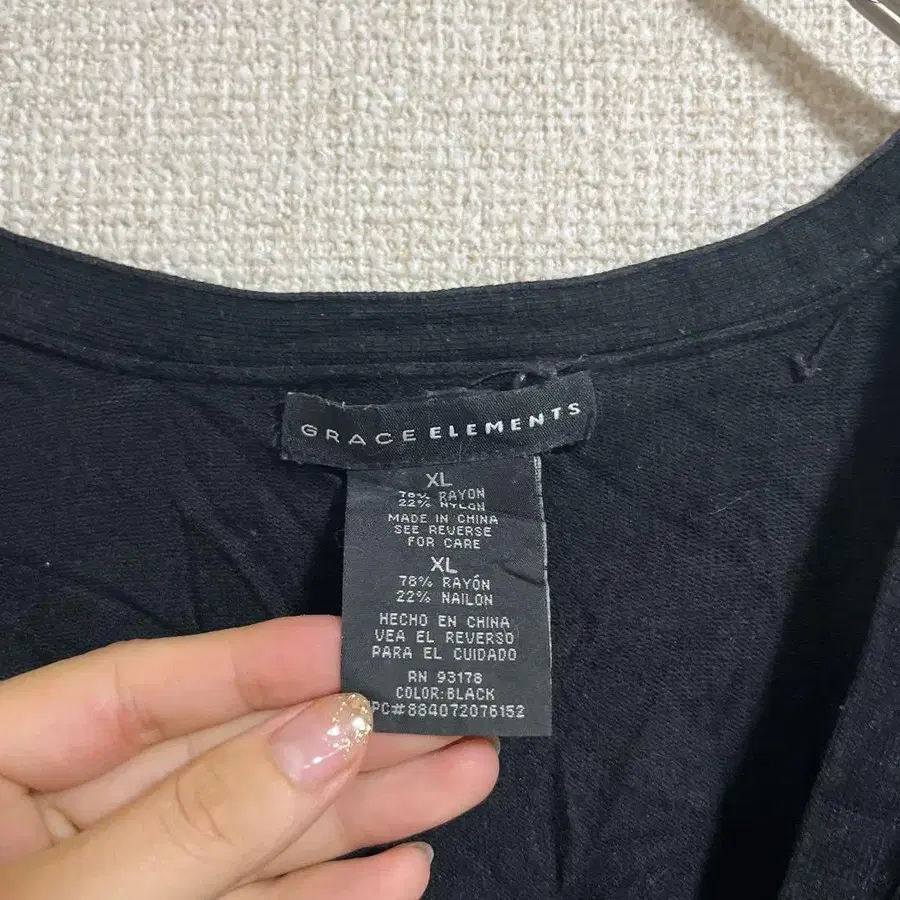 GRACE ELEMENTS
XL
78% RAYON
22% NYLON
MADE IN CHINA
SEE REVERSE
FOR CARE
XL
78% RAYÓN
22% NAILON
HECHO EN CHINA
VEA EL REVERSO
PARA EL CUIDADO
RN 93178
COLOR:BLACK
PC#884072076152